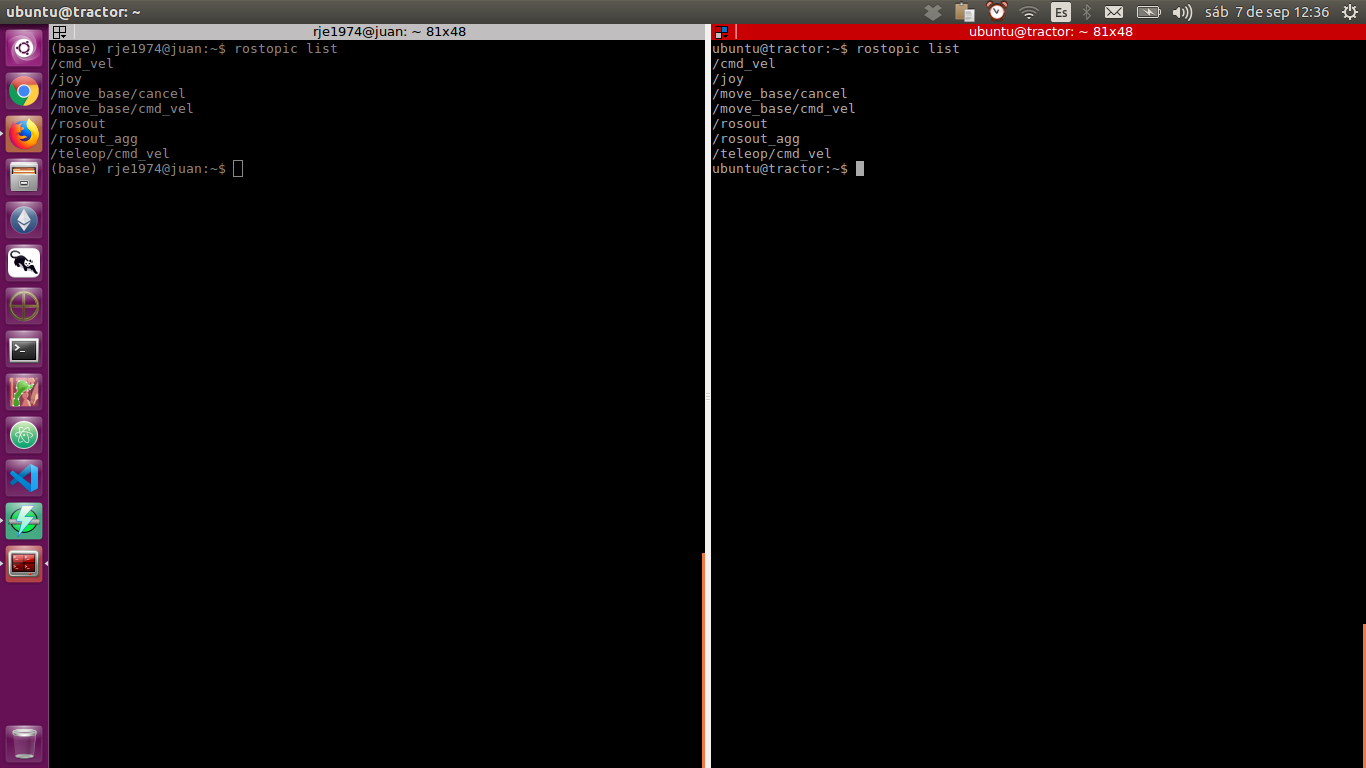 ubuntu@tractor: ~
Es
sáb 7 de sep 12:36
rje1974@juan: ~ 81x48
(base) rje1974@juan:~$ rostopic list
/cmd_vel
/joy
/move_base/cancel
/move_base/cmd_vel
/rosout
/rosout_agg
/teleop/cmd_vel
(base) rje1974@juan:~$
ubuntu@tractor: ~ 81x48
ubuntu@tractor:~$ rostopic list
/cmd_vel
/joy
/move_base/cancel
/move_base/cmd_vel
/rosout
/rosout_agg
/teleop/cmd_vel
ubuntu@tractor:~$